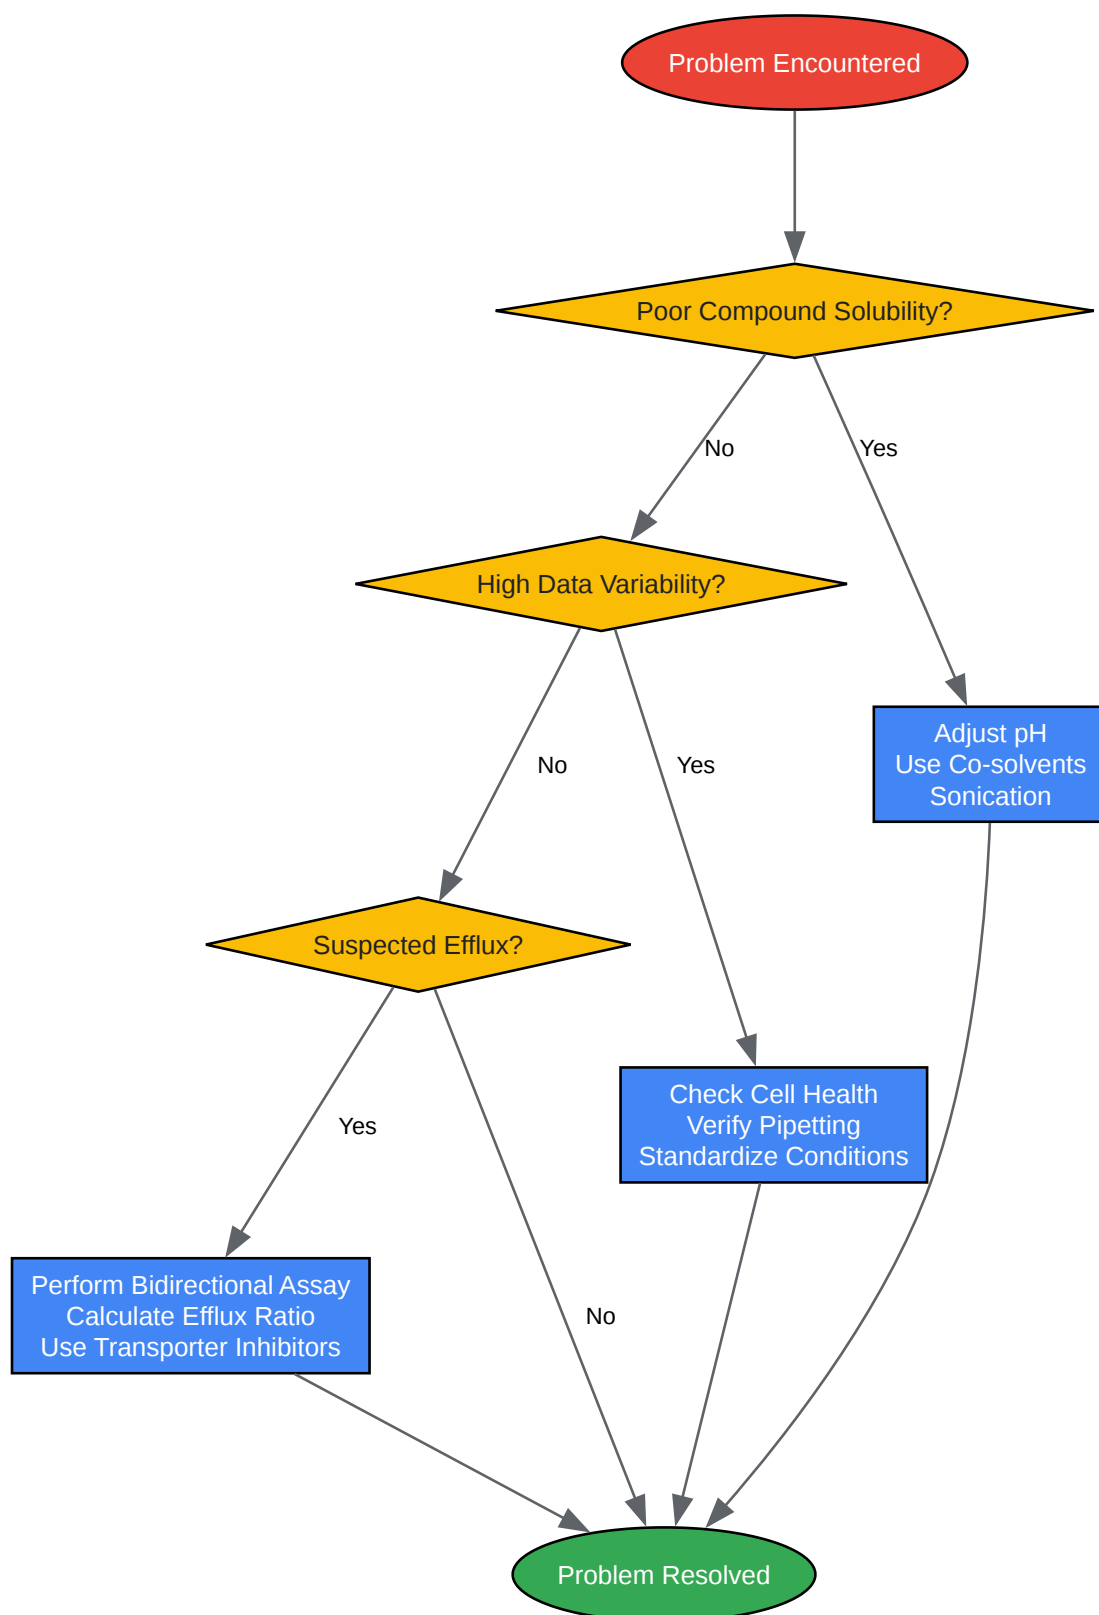 Problem Encountered
Poor Compound Solubility?
No
Yes
High Data Variability?
No
Yes
Adjust pH
Use Co-solvents
Sonication
Suspected Efflux?
Yes
No
Check Cell Health
Verify Pipetting
Standardize Conditions
Perform Bidirectional Assay
Calculate Efflux Ratio
Use Transporter Inhibitors
Problem Resolved